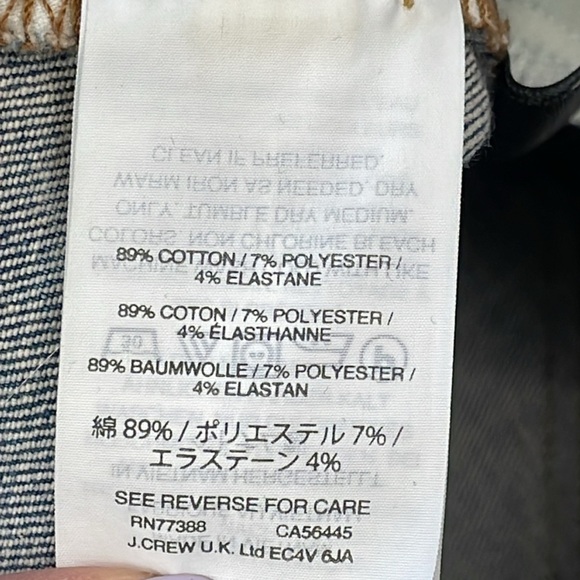 89% COTTON / 7% POLYESTER /
4% ELASTANE
89% COTON / 7% POLYESTER /
4% ÉLASTHANNE
89% BAUMWOLLE / 7% POLYESTER /
4% ELASTAN
綿 89% / ポリエステル 7% /
エラステーン 4%
SEE REVERSE FOR CARE
RN77388 CA56445
J.CREW U.K. Ltd EC4V 6JA